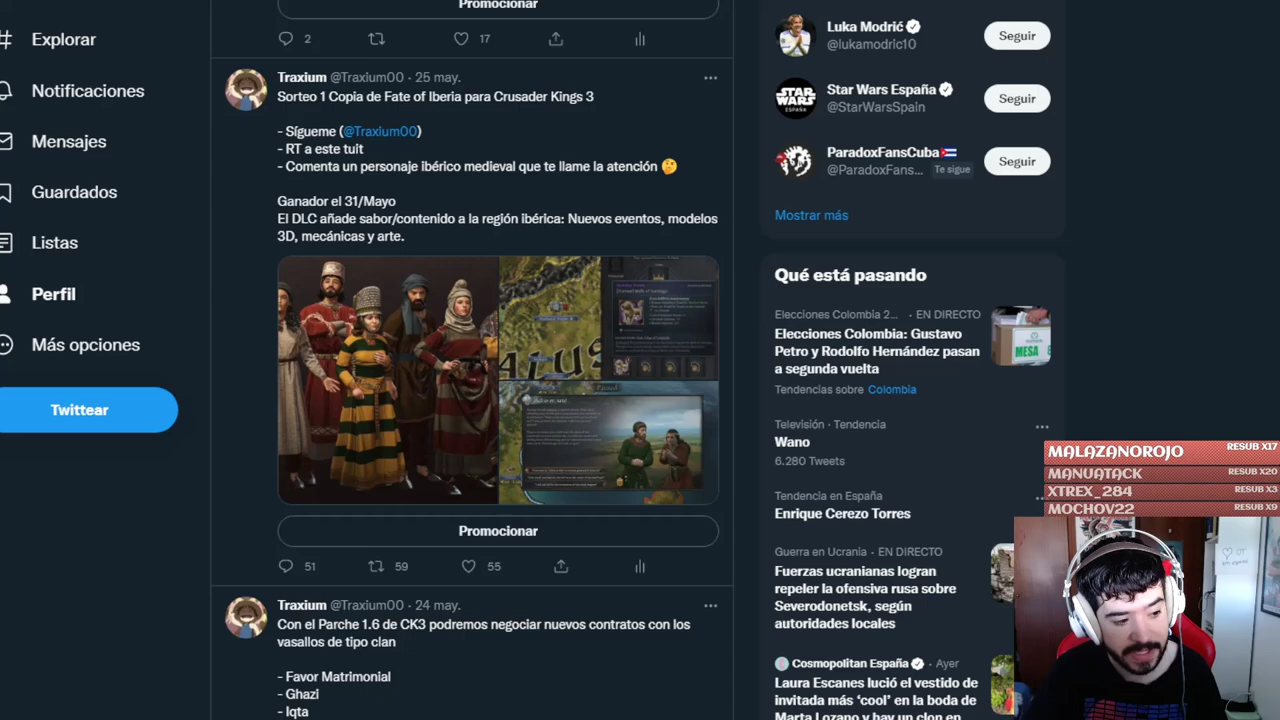 Promocionar
2
17
Explorar
Notificaciones
Mensajes
Guardados
Listas
Perfil
Más opciones
Twittear
Traxium @Traxium00 · 25 may.
Sorteo 1 Copia de Fate of Iberia para Crusader Kings 3
- Sígueme (@Traxium00)
- RT a este tuit
- Comenta un personaje ibérico medieval que te llame la atención 🤔
Ganador el 31/Mayo
El DLC añade sabor/contenido a la región ibérica: Nuevos eventos, modelos
3D, mecánicas y arte.
Promocionar
51
59
55
Traxium @Traxium00 · 24 may.
Con el Parche 1.6 de CK3 podremos negociar nuevos contratos con los
vasallos de tipo clan
- Favor Matrimonial
- Ghazi
- Iqta
Luka Modrić
@lukamodric10
Seguir
STAR WARS ESPAÑA
Star Wars España
@StarWarsSpain
Seguir
ParadoxFansCuba🇨🇺
@ParadoxFans... Te sigue
Seguir
Mostrar más
Qué está pasando
Elecciones Colombia 2... · EN DIRECTO
Elecciones Colombia: Gustavo
Petro y Rodolfo Hernández pasan
a segunda vuelta
MESA
Tendencias sobre Colombia
Televisión · Tendencia
Wano
6.280 Tweets
Tendencia en España
Enrique Cerezo Torres
Guerra en Ucrania · EN DIRECTO
Fuerzas ucranianas logran
repeler la ofensiva rusa sobre
Severodonetsk, según
autoridades locales
Cosmopolitan España · Ayer
Laura Escanes lució el vestido de
invitada más ‘cool’ en la boda de
Marta Lozano y hay un clon en
MALAZANOROJO RESUB X17
MANUATACK RESUB X20
XTREX_284 RESUB X3
MOCHOV22 RESUB X9